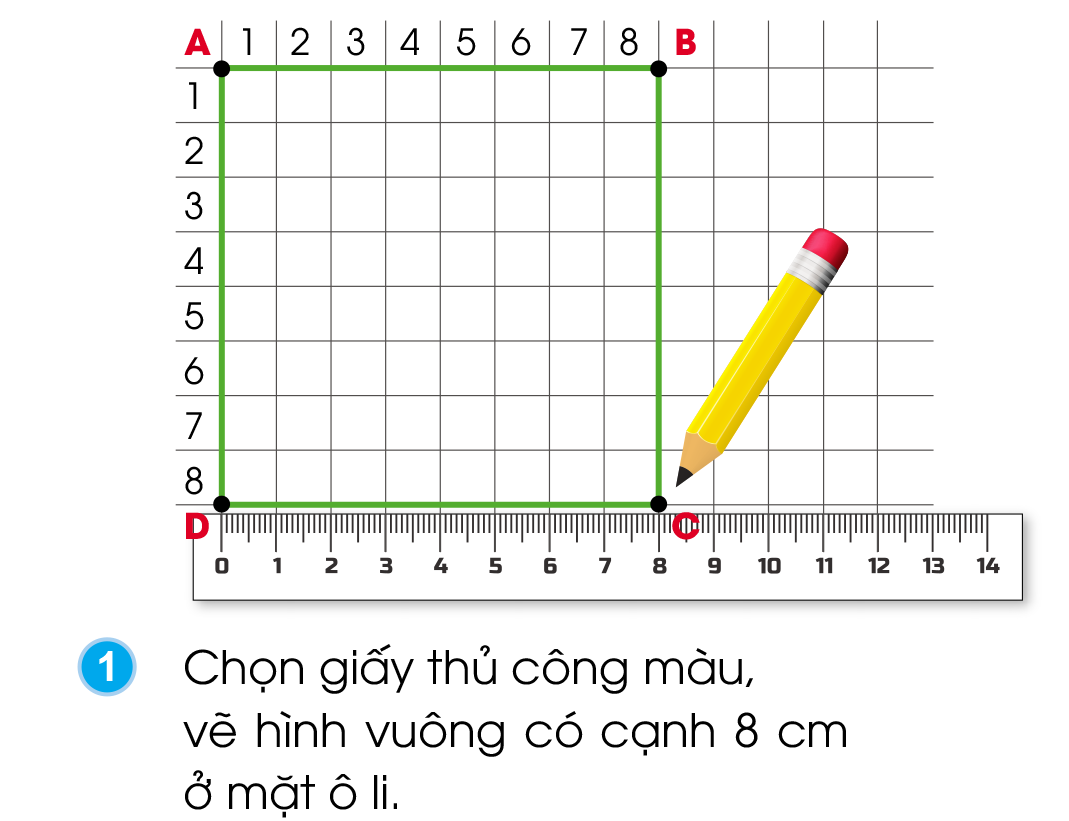 A 1 2 3 4 5 6 7 8 B
1
2
3
4
5
6
7
8
D C
0 1 2 3 4 5 6 7 8 9 10 11 12 13 14
1 Chọn giấy thủ công màu,
vẽ hình vuông có cạnh 8 cm
ở mặt ô li.